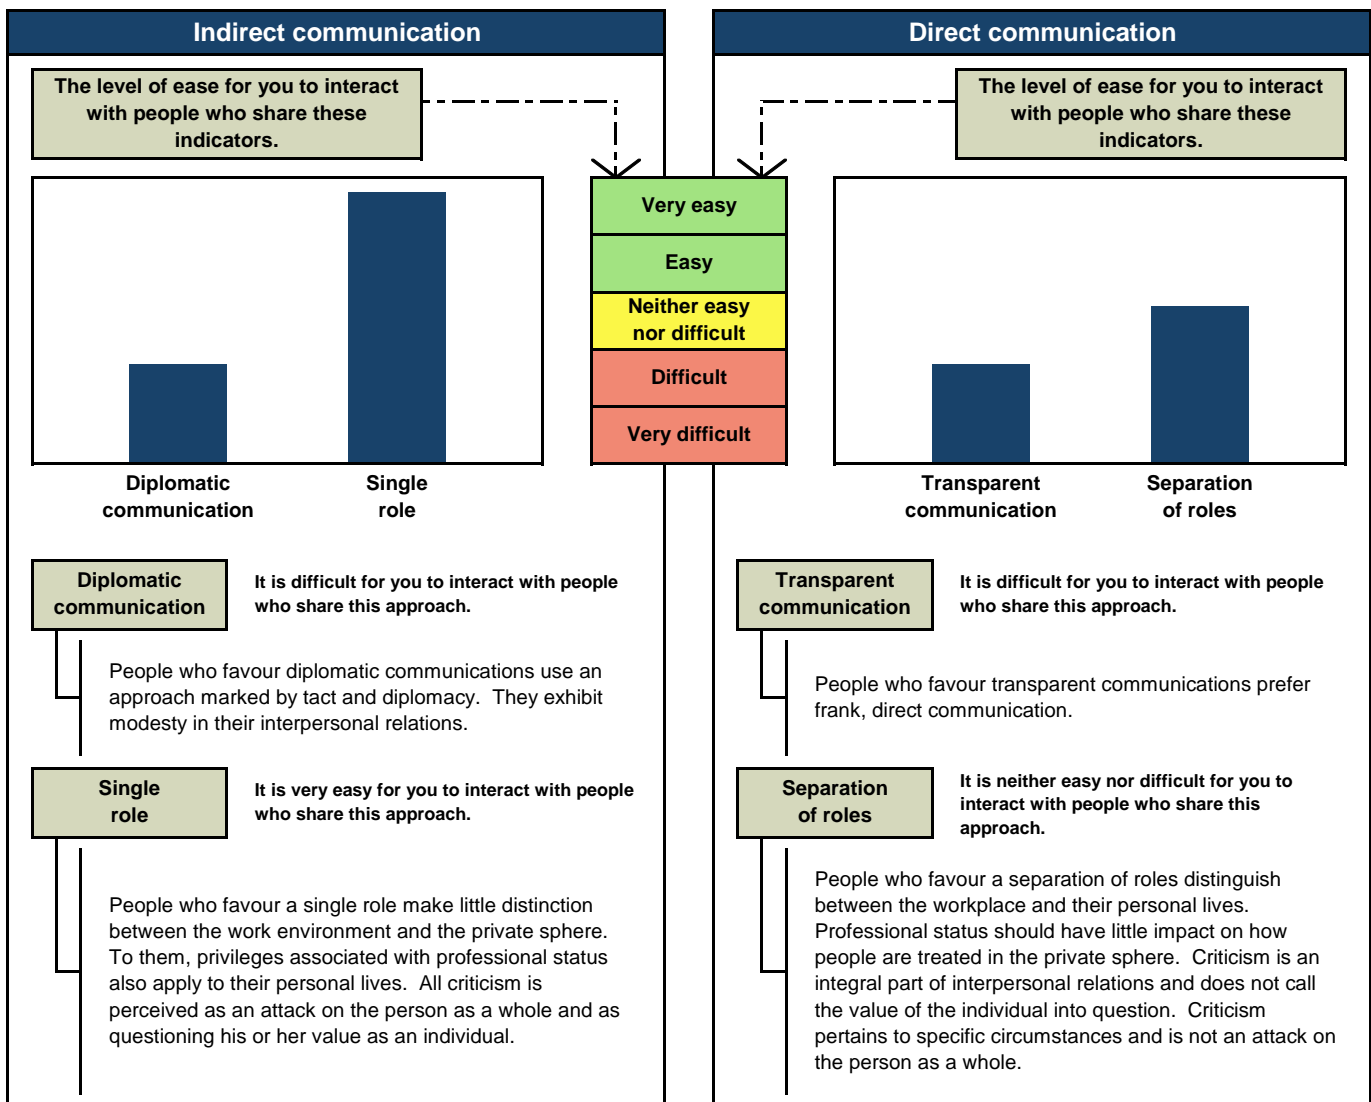 Indirect communication
The level of ease for you to interact
with people who share these
indicators.
Diplomatic
communication
Single
role
Very easy
Easy
Neither easy
nor difficult
Difficult
Very difficult
Direct communication
The level of ease for you to interact
with people who share these
indicators.
Transparent
communication
Separation
of roles
Diplomatic
communication
It is difficult for you to interact with people
who share this approach.
People who favour diplomatic communications use an
approach marked by tact and diplomacy.  They exhibit
modesty in their interpersonal relations.
Single
role
It is very easy for you to interact with people
who share this approach.
People who favour a single role make little distinction
between the work environment and the private sphere.
To them, privileges associated with professional status
also apply to their personal lives.  All criticism is
perceived as an attack on the person as a whole and as
questioning his or her value as an individual.
Transparent
communication
It is difficult for you to interact with people
who share this approach.
People who favour transparent communications prefer
frank, direct communication.
Separation
of roles
It is neither easy nor difficult for you to
interact with people who share this
approach.
People who favour a separation of roles distinguish
between the workplace and their personal lives.
Professional status should have little impact on how
people are treated in the private sphere.  Criticism is an
integral part of interpersonal relations and does not call
the value of the individual into question.  Criticism
pertains to specific circumstances and is not an attack on
the person as a whole.